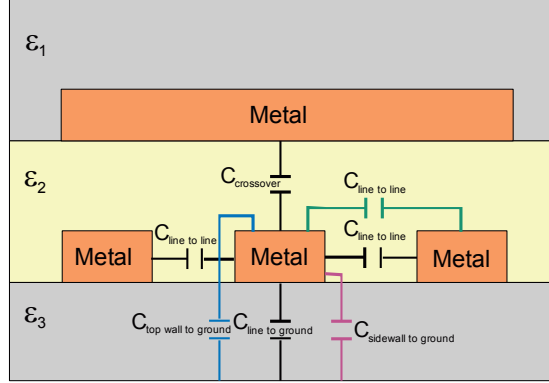 ε1
Metal
ε2
Ccrossover
Cline to line
Cline to line
Cline to line
Metal
Metal
Metal
ε3
Ctop wall to ground
Cline to ground
Csidewall to ground